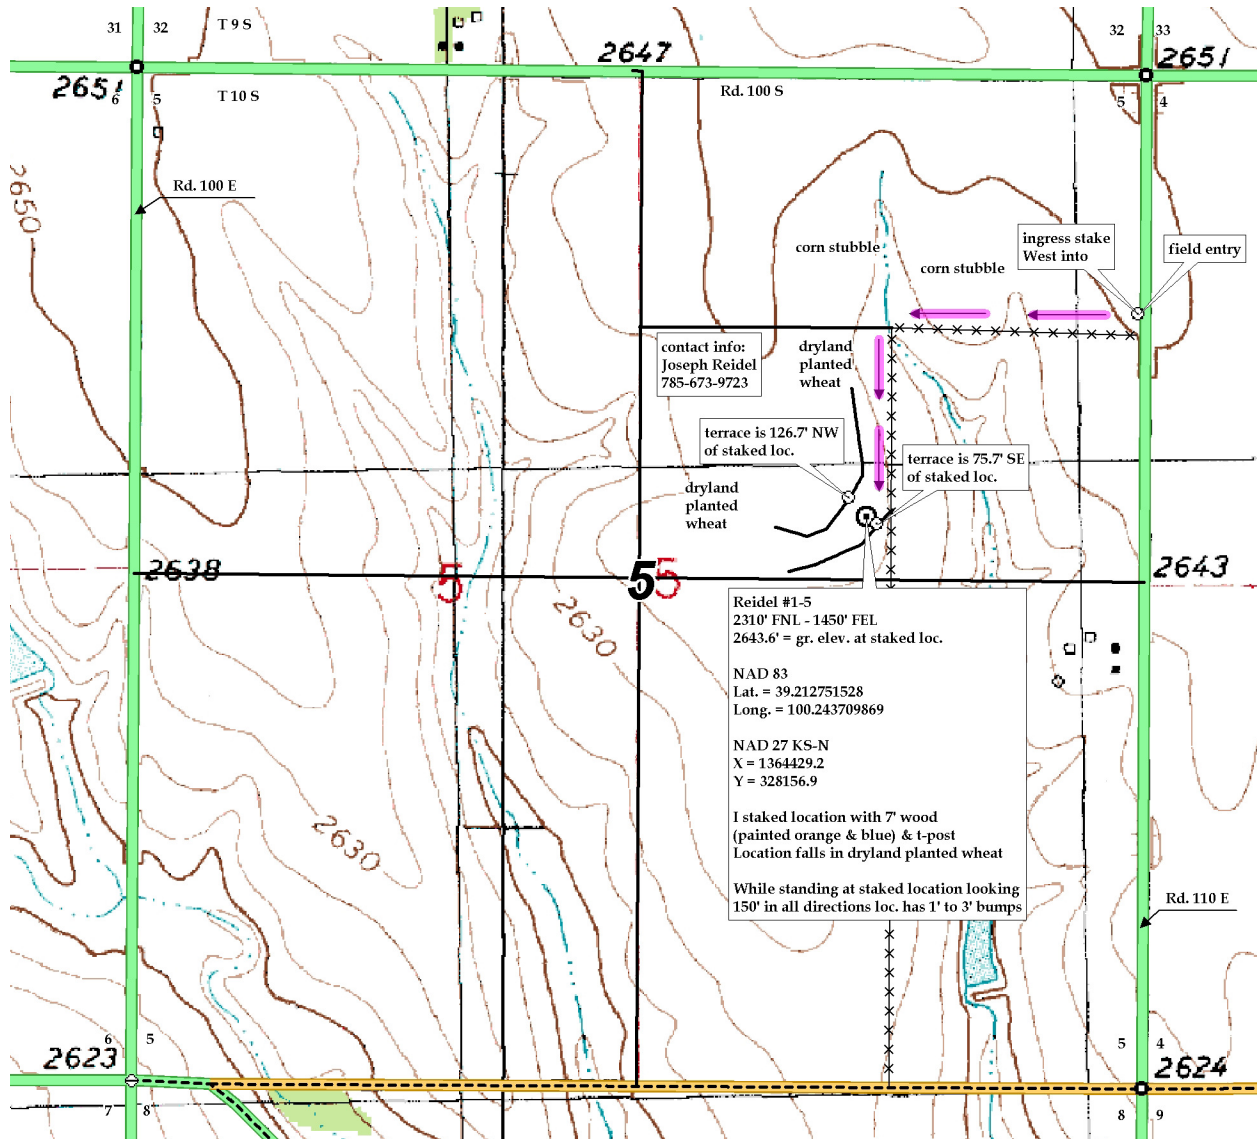 31 32 T 9 S
32 33
2647
2651
2651
6 5 T 10 S
Rd. 100 S
5 4
Rd. 100 E
2650
corn stubble
corn stubble
ingress stake
West into
field entry
contact info:
Joseph Reidel
785-673-9723
dryland
planted
wheat
terrace is 126.7' NW
of staked loc.
terrace is 75.7' SE
of staked loc.
dryland
planted
wheat
2638
5
5
5
2643
2630
Reidel #1-5
2310' FNL - 1450' FEL
2643.6' = gr. elev. at staked loc.
NAD 83
Lat. = 39.212751528
Long. = 100.243709869
NAD 27 KS-N
X = 1364429.2
Y = 328156.9
I staked location with 7' wood
(painted orange & blue) & t-post
Location falls in dryland planted wheat
While standing at staked location looking
150' in all directions loc. has 1' to 3' bumps
2630
Rd. 110 E
6 5
5 4
2623
2624
7 8
8 9